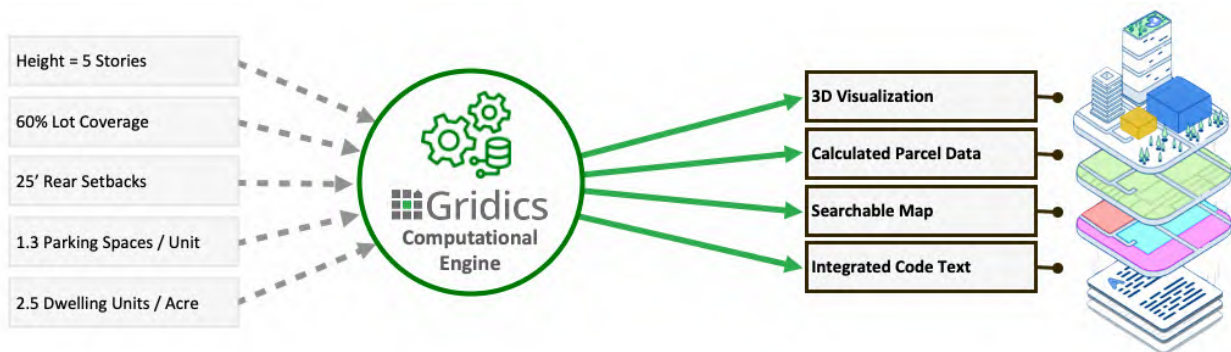 Height = 5 Stories
60% Lot Coverage
25’ Rear Setbacks
1.3 Parking Spaces / Unit
2.5 Dwelling Units / Acre
Gridics
Computational
Engine
3D Visualization
Calculated Parcel Data
Searchable Map
Integrated Code Text
A